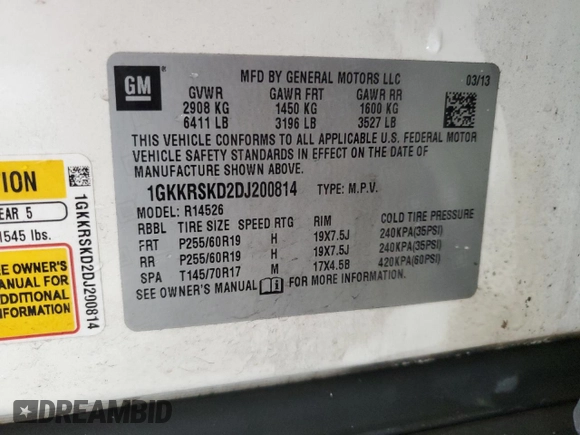 GM
MFD BY GENERAL MOTORS LLC 03/13
GVWR GAWR FRT GAWR RR
2908 KG 1450 KG 1600 KG
6411 LB 3196 LB 3527 LB
THIS VEHICLE CONFORMS TO ALL APPLICABLE U.S. FEDERAL MOTOR
VEHICLE SAFETY STANDARDS IN EFFECT ON THE DATE OF
MANUFACTURE SHOWN ABOVE.
1GKKRSKD2DJ200814 TYPE: M.P.V.
MODEL: R14526
RBBL TIRE SIZE SPEED RTG RIM COLD TIRE PRESSURE
FRT P255/60R19 H 19X7.5J 240KPA(35PSI)
RR P255/60R19 H 19X7.5J 240KPA(35PSI)
SPA T145/70R17 M 17X4.5B 420KPA(60PSI)
SEE OWNER'S MANUAL FOR MORE INFORMATION.
ION
EAR 5
1545 lbs.
E OWNER'S
MANUAL FOR
ADDITIONAL
FORMATION
1GKKRSKD2DJ200814
DREAMBID